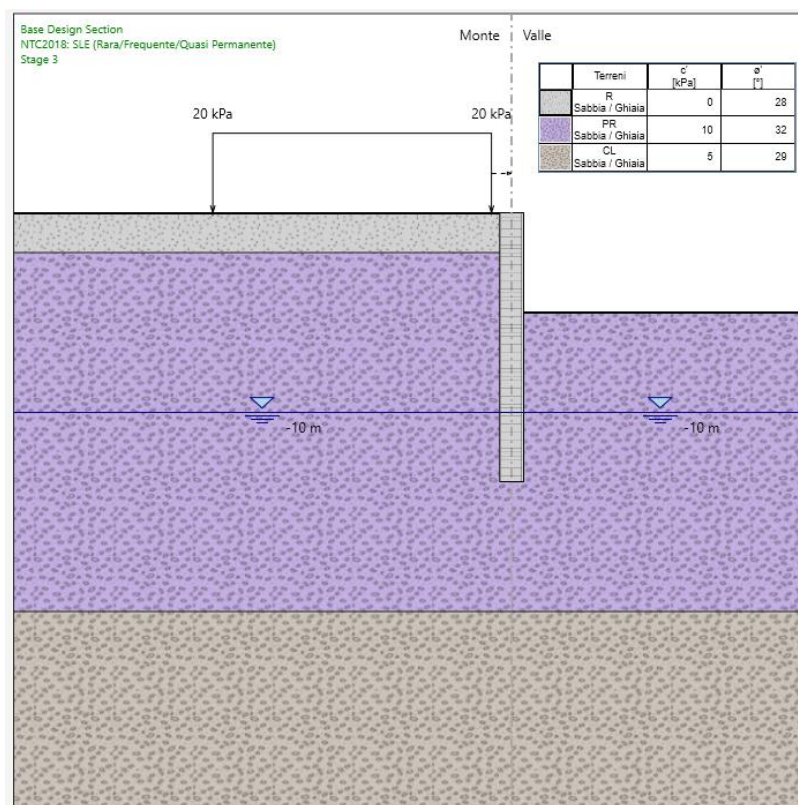 Base Design Section
NTC2018: SLE (Rara/Frequente/Quasi Permanente)
Stage 3
Monte
Valle
Terreni c' ø'
[kPa] [°]
R
Sabbia / Ghiaia 0 28
PR
Sabbia / Ghiaia 10 32
CL
Sabbia / Ghiaia 5 29
20 kPa
20 kPa
-10 m
-10 m